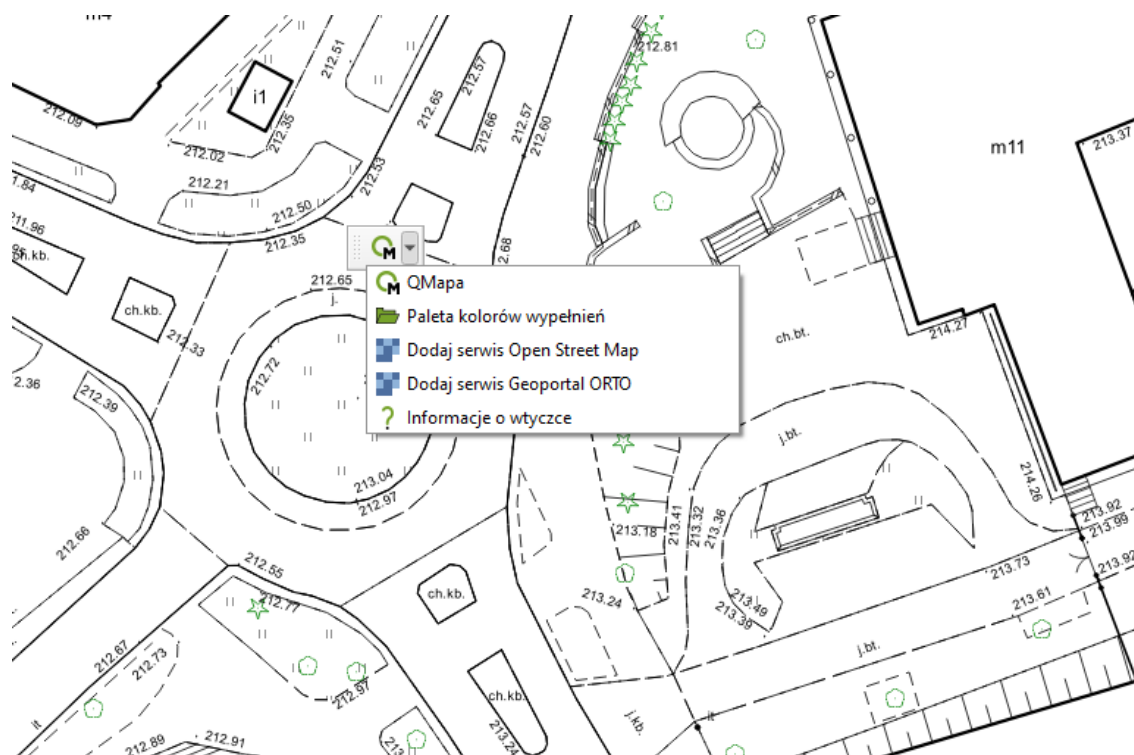 212.81
212.51
212.57
i1
212.65
212.09
212.35
212.66
212.57
212.60
m11
213.37
212.02
212.53
1.84
212.21
212.50
211.96
212.35
2.68
ch.kb.
212.65
QMapa
j.
Paleta kolorów wypełnień
ch.kb.
214.27
212.33
ch.bt.
Dodaj serwis Open Street Map
212.72
2.36
Dodaj serwis Geoportal ORTO
212.39
Informacje o wtyczce
j.bt.
213.04
214.26
212.97
213.92
213.18
213.41
213.32
213.36
213.99
212.66
212.55
213.92
213.73
ch.kb.
213.24
212.77
213.49
213.61
213.39
212.67
212.73
j.bt.
212.97
ch.kb.
lt
j.kb.
lt
212.89
212.91
213.24